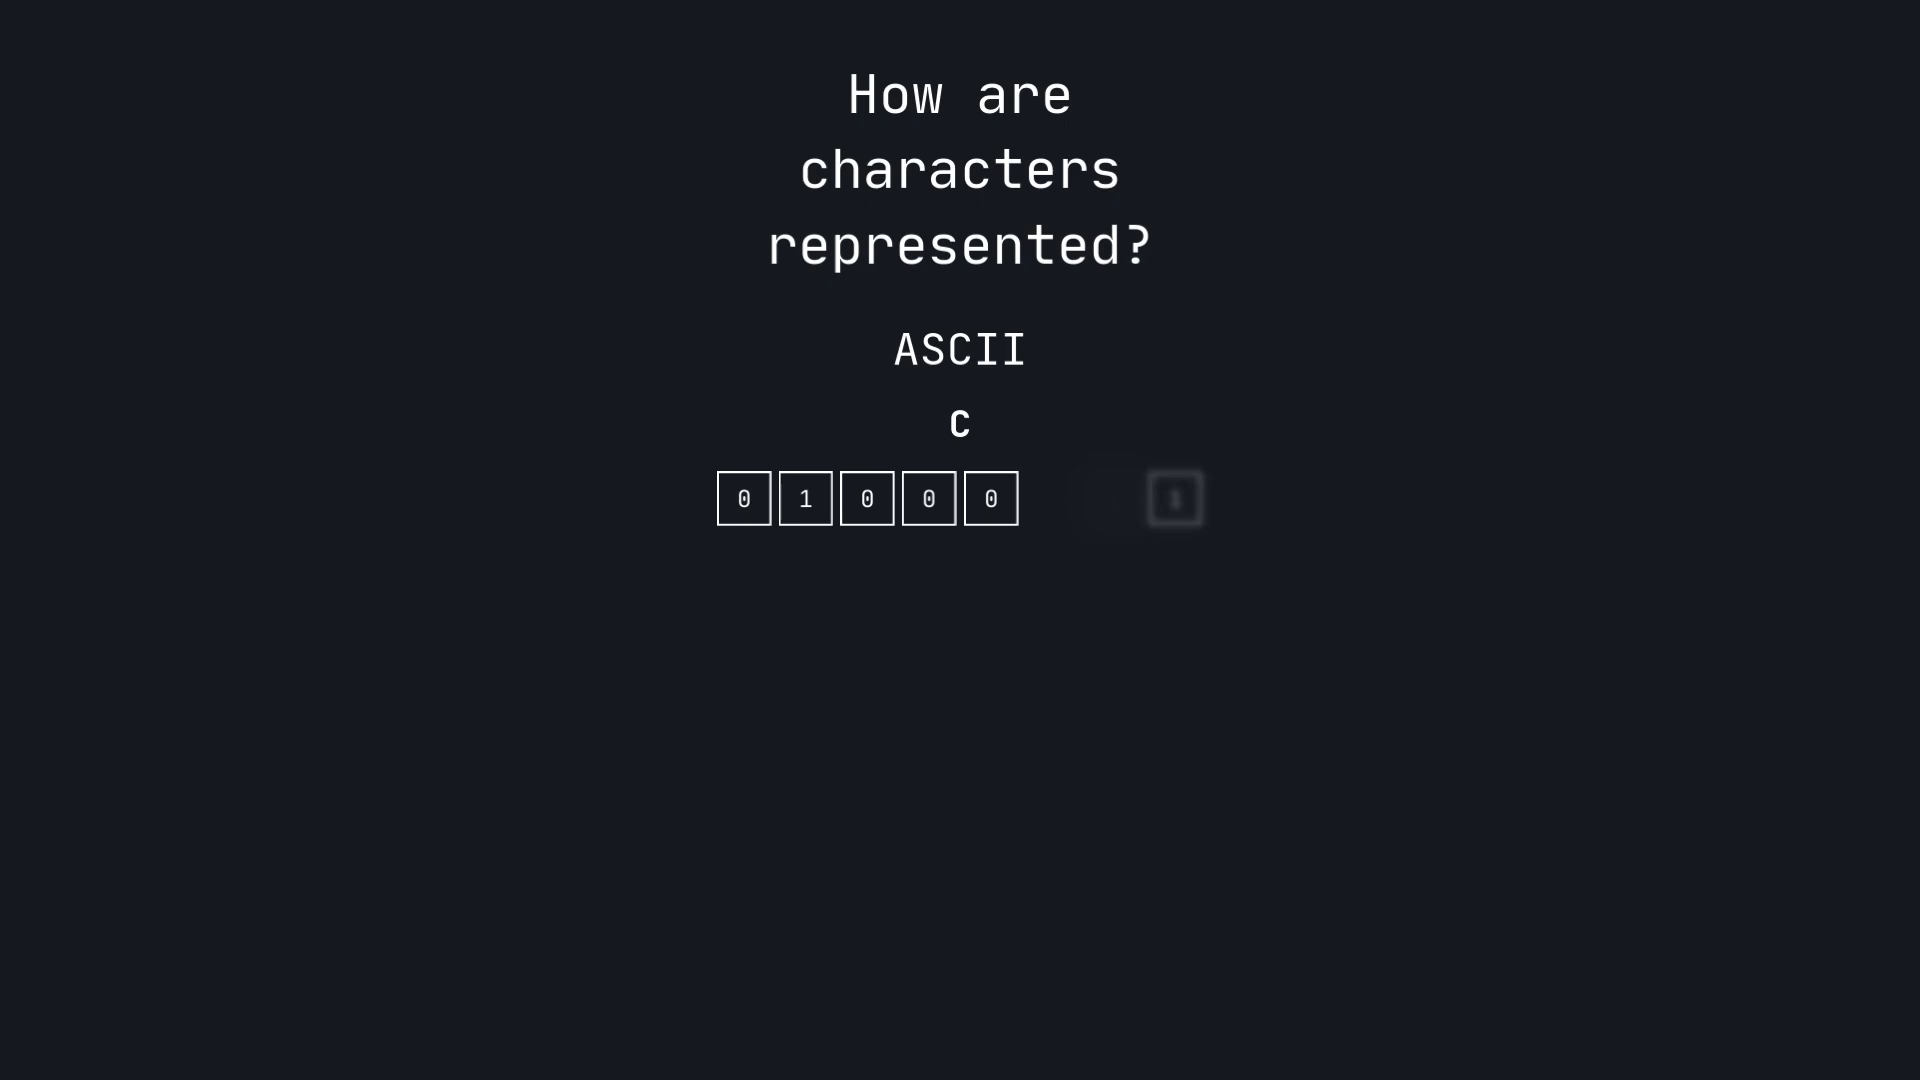 How are
characters
represented?
ASCII
C
0 1 0 0 0